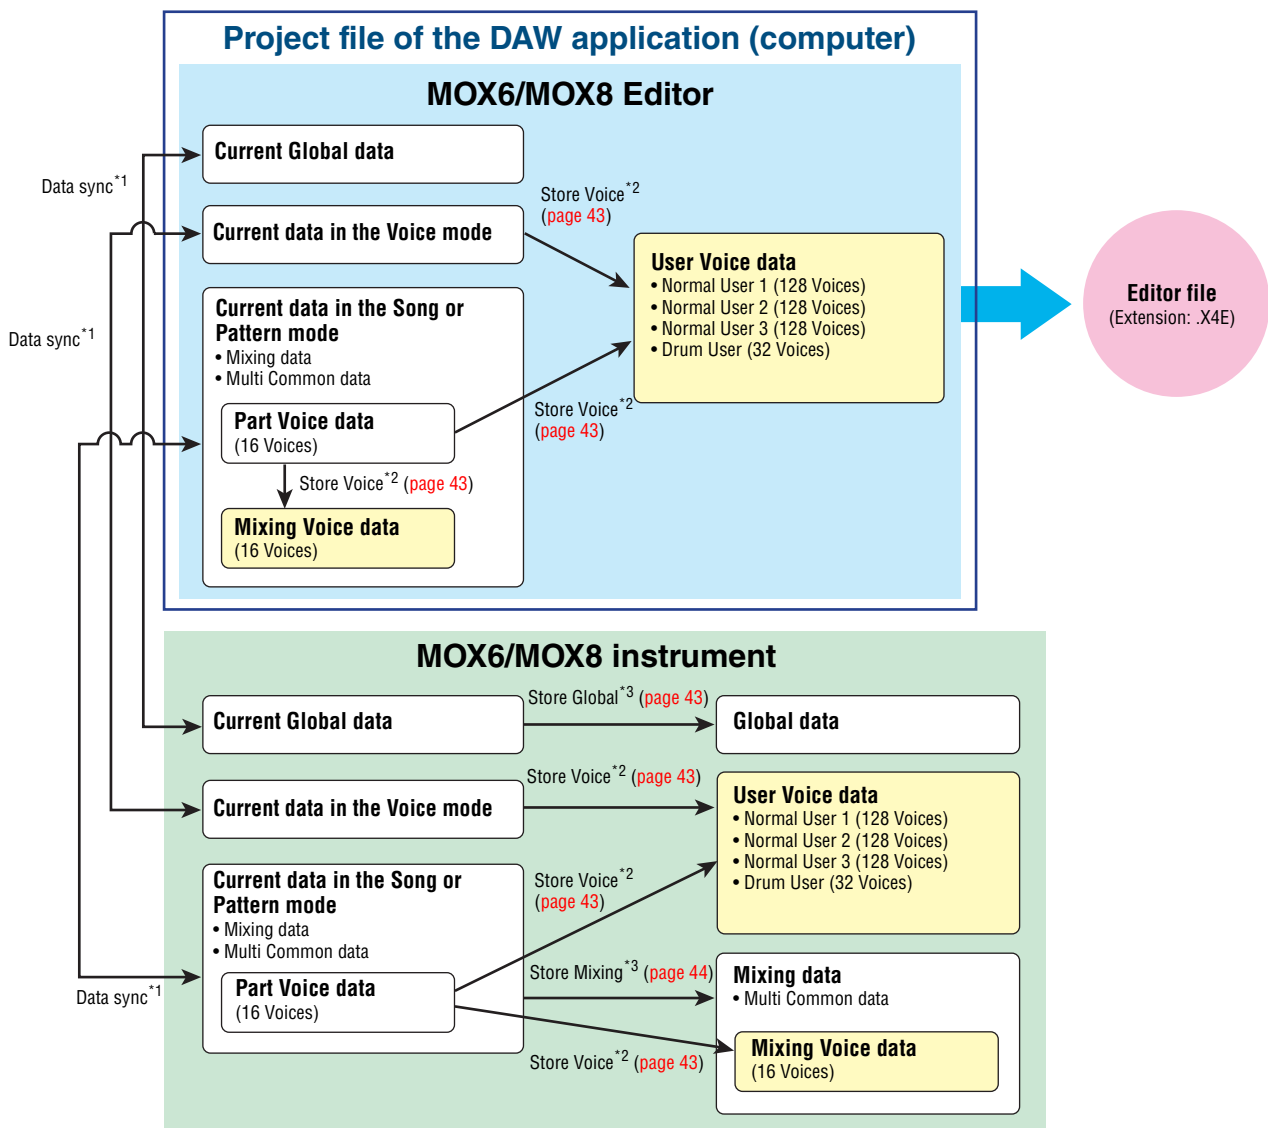 Project file of the DAW application (computer)
MOX6/MOX8 Editor
Current Global data
Data sync*1
Store Voice*2
(page 43)
Current data in the Voice mode
User Voice data
• Normal User 1 (128 Voices)
• Normal User 2 (128 Voices)
• Normal User 3 (128 Voices)
• Drum User (32 Voices)
Editor file
(Extension: .X4E)
Data sync*1
Current data in the Song or
Pattern mode
• Mixing data
• Multi Common data
Part Voice data
(16 Voices)
Store Voice*2
(page 43)
Store Voice*2 (page 43)
Mixing Voice data
(16 Voices)
MOX6/MOX8 instrument
Current Global data
Store Global*3 (page 43)
Global data
Current data in the Voice mode
Store Voice*2 (page 43)
User Voice data
• Normal User 1 (128 Voices)
• Normal User 2 (128 Voices)
• Normal User 3 (128 Voices)
• Drum User (32 Voices)
Current data in the Song or
Pattern mode
• Mixing data
• Multi Common data
Store Voice*2
(page 43)
Data sync*1
Part Voice data
(16 Voices)
Store Mixing*3 (page 44)
Mixing data
• Multi Common data
Store Voice*2 (page 43)
Mixing Voice data
(16 Voices)